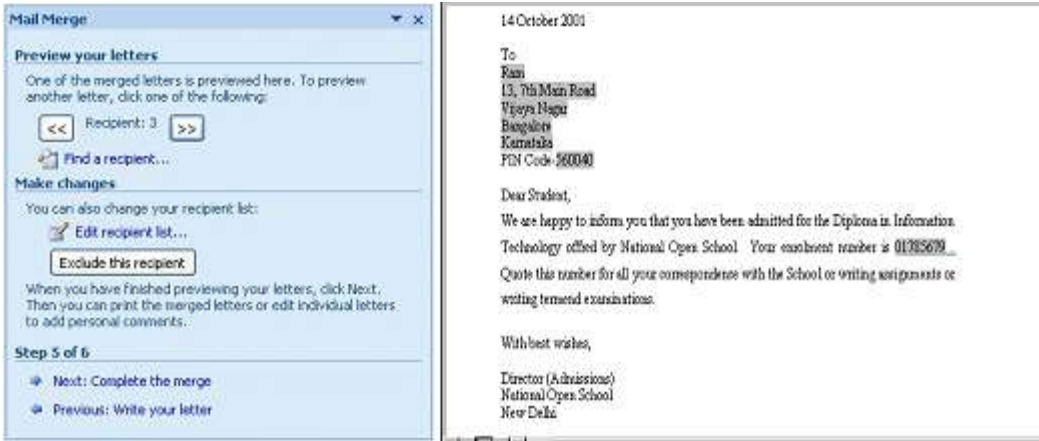 Mail Merge
Preview your letters
One of the merged letters is previewed here. To preview
another letter, click one of the following:
<< Recipient: 3 >>
Find a recipient...
Make changes
You can also change your recipient list:
Edit recipient list...
Exclude this recipient
When you have finished previewing your letters, click Next.
Then you can print the merged letters or edit individual letters
to add personal comments.
Step 5 of 6
Next: Complete the merge
Previous: Write your letter
14 October 2001
To
Ram
13, 7th Main Road
Vijaya Nagar
Bangalore
Karnataka
PIN Code-560040
Dear Student,
We are happy to inform you that you have been admitted for the Diploma in Information
Technology offred by National Open School. Your enrolment number is 01785679
Quote this number for all your correspondence with the School or writing assignments or
writing termend examinations.
With best wishes,
Director (Admissions)
National Open School
New Delhi